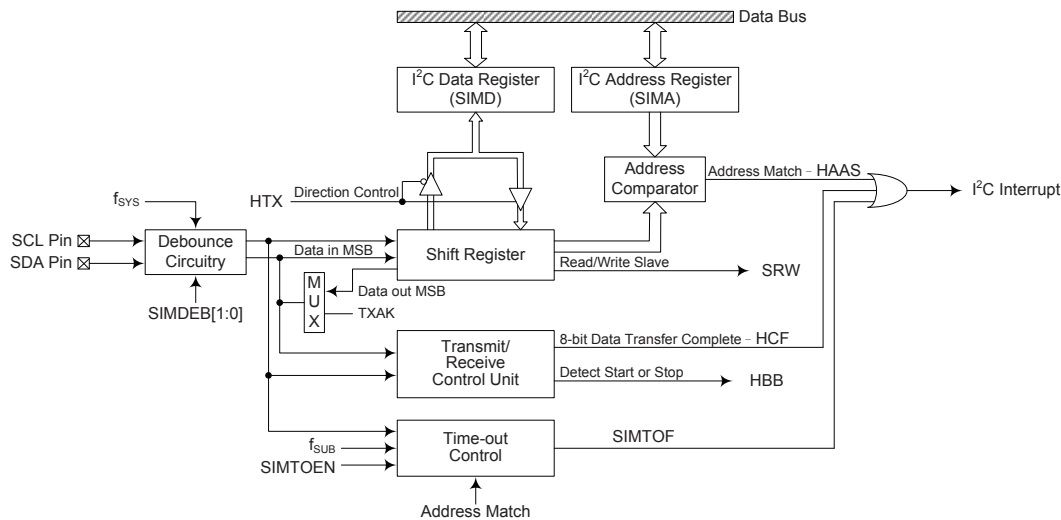 Data Bus
I²C Data Register
(SIMD)
I²C Address Register
(SIMA)
Address
Comparator
Address Match - HAAS
I²C Interrupt
Direction Control
HTX
fSYS
SCL Pin
SDA Pin
Debounce
Circuitry
SIMDEB[1:0]
Data in MSB
Shift Register
Read/Write Slave
SRW
M
U
X
Data out MSB
TXAK
Transmit/
Receive
Control Unit
8-bit Data Transfer Complete - HCF
Detect Start or Stop
HBB
fSUB
SIMTOEN
Time-out
Control
SIMTOF
Address Match